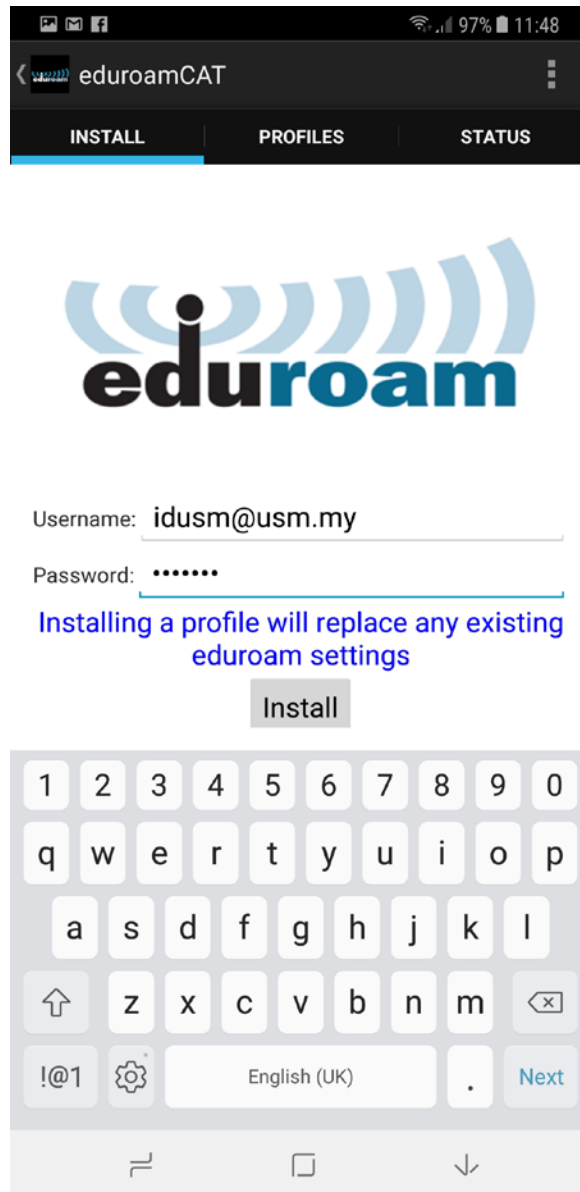 97% 11:48
eduroamCAT
INSTALL PROFILES STATUS
eduroam
Username: idusm@usm.my
Password: •••••••
Installing a profile will replace any existing
eduroam settings
Install
1 2 3 4 5 6 7 8 9 0
q w e r t y u i o p
a s d f g h j k l
z x c v b n m
!@1 English (UK) . Next